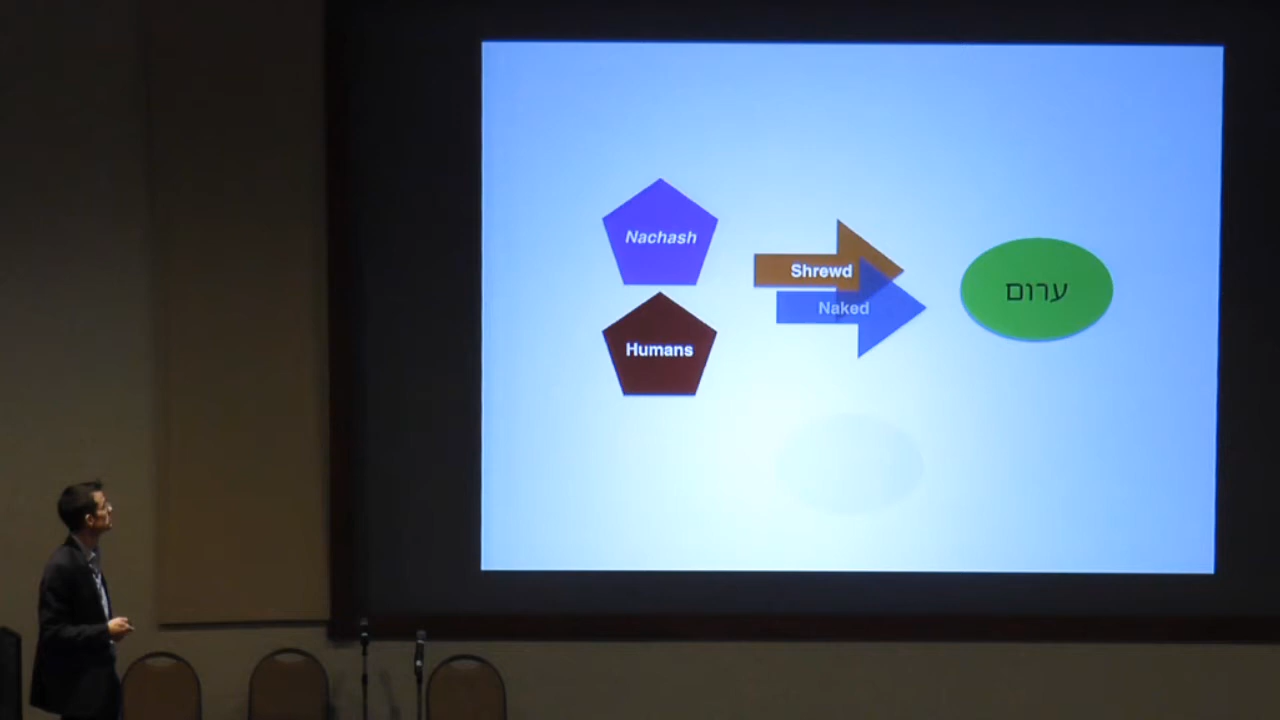 Nachash
Shrewd
Naked
ערום
Humans